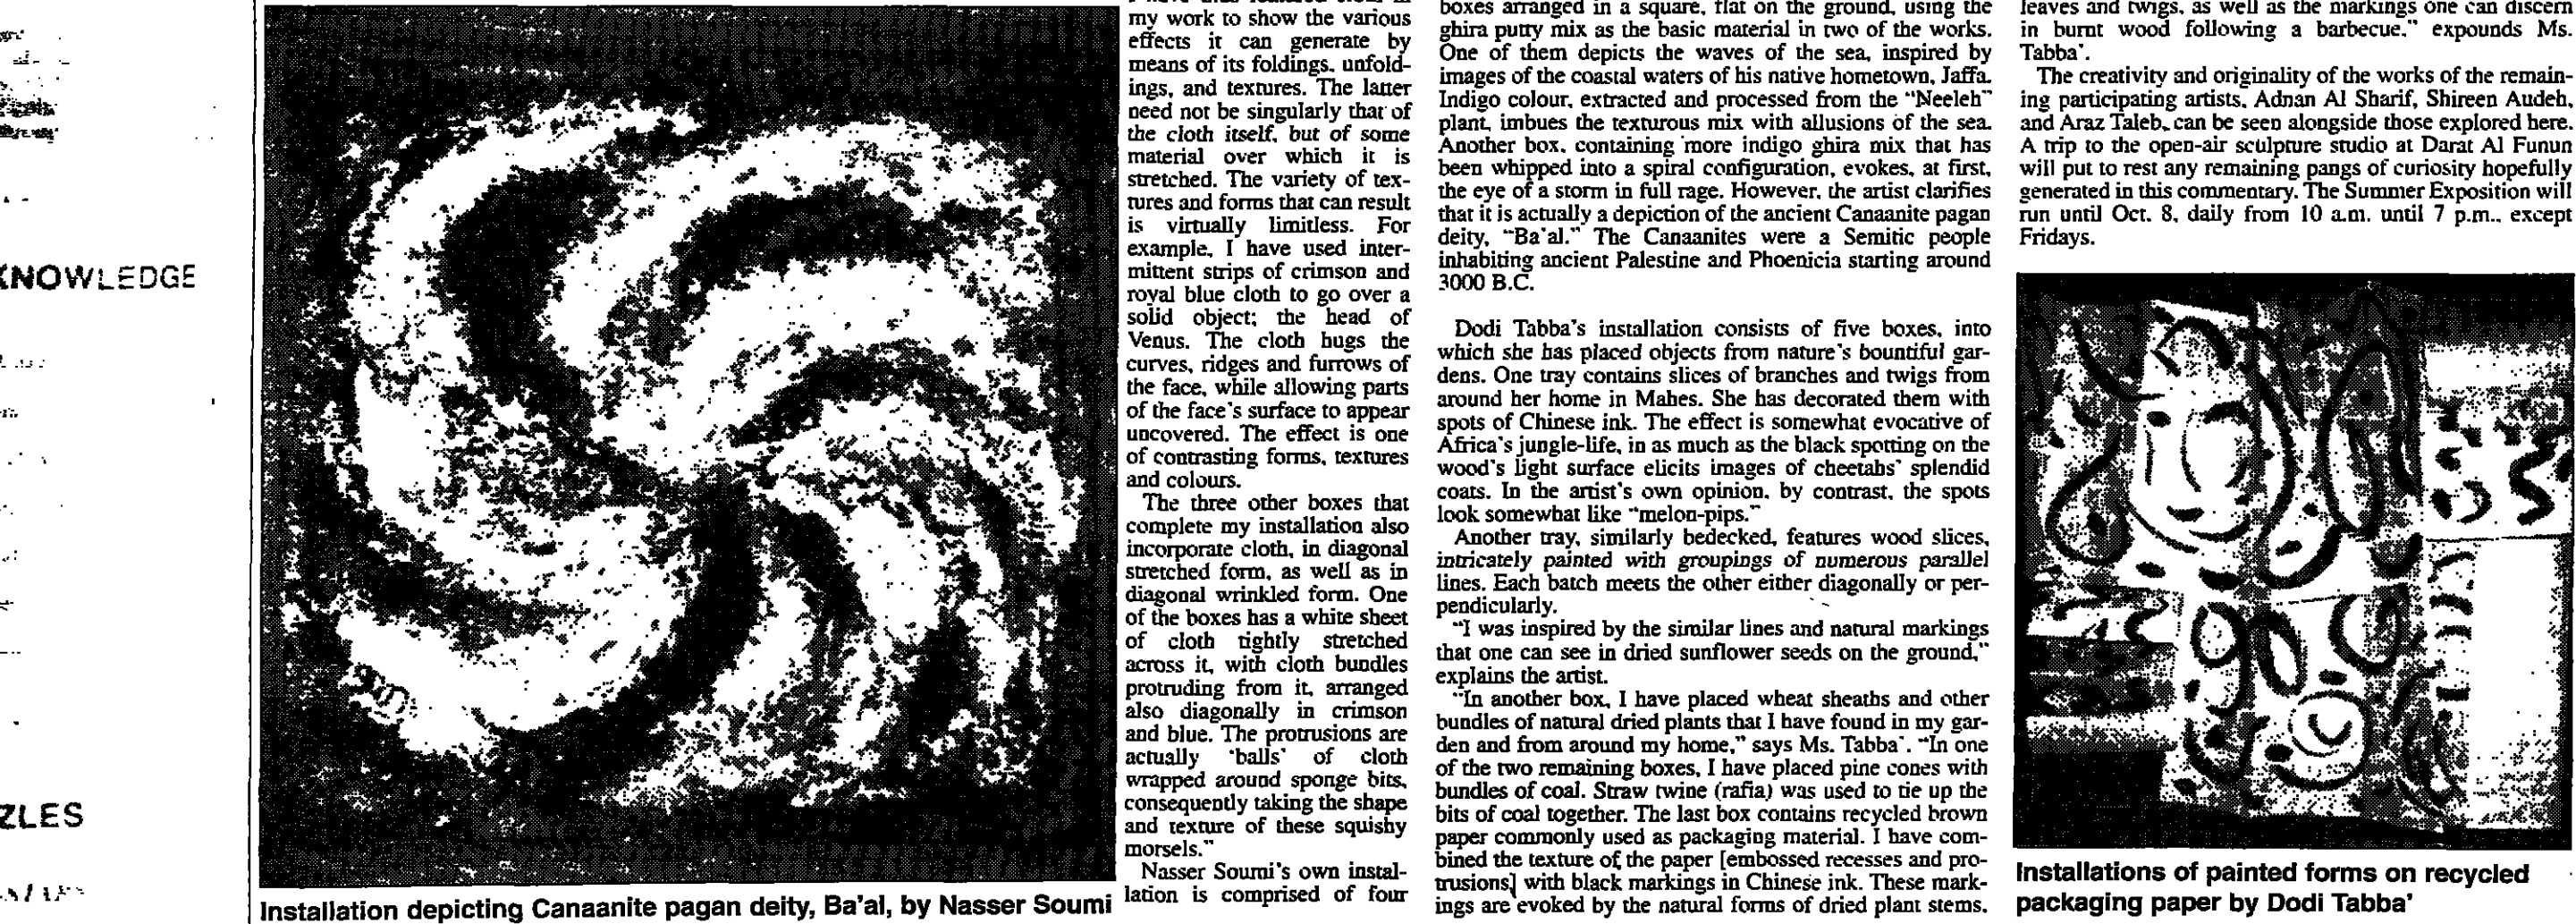 KNOWLEDGE
ZLES
Installation depicting Canaanite pagan deity, Ba'al, by Nasser Soumi
my work to show the various
effects it can generate by
means of its foldings, unfold-
ings, and textures. The latter
need not be singularly that of
the cloth itself, but of some
material over which it is
stretched. The variety of tex-
tures and forms that can result
is virtually limitless. For
example, I have used inter-
mittent strips of crimson and
royal blue cloth to go over a
solid object; the head of
Venus. The cloth hugs the
curves, ridges and furrows of
the face, while allowing parts
of the face's surface to appear
uncovered. The effect is one
of contrasting forms, textures
and colours.
The three other boxes that
complete my installation also
incorporate cloth, in diagonal
stretched form, as well as in
diagonal wrinkled form. One
of the boxes has a white sheet
of cloth tightly stretched
across it, with cloth bundles
protruding from it, arranged
also diagonally in crimson
and blue. The protrusions are
actually 'balls' of cloth
wrapped around sponge bits,
consequently taking the shape
and texture of these squishy
morsels."
Nasser Soumi's own instal-
lation is comprised of four
boxes arranged in a square, flat on the ground, using the
ghira putty mix as the basic material in two of the works.
One of them depicts the waves of the sea, inspired by
images of the coastal waters of his native hometown, Jaffa.
Indigo colour, extracted and processed from the "Neeleh"
plant, imbues the texturous mix with allusions of the sea.
Another box, containing more indigo ghira mix that has
been whipped into a spiral configuration, evokes, at first,
the eye of a storm in full rage. However, the artist clarifies
that it is actually a depiction of the ancient Canaanite pagan
deity, "Ba'al." The Canaanites were a Semitic people
inhabiting ancient Palestine and Phoenicia starting around
3000 B.C.
Dodi Tabba's installation consists of five boxes, into
which she has placed objects from nature's bountiful gar-
dens. One tray contains slices of branches and twigs from
around her home in Mahes. She has decorated them with
spots of Chinese ink. The effect is somewhat evocative of
Africa's jungle-life, in as much as the black spotting on the
wood's light surface elicits images of cheetahs' splendid
coats. In the artist's own opinion, by contrast, the spots
look somewhat like "melon-pips."
Another tray, similarly bedecked, features wood slices,
intricately painted with groupings of numerous parallel
lines. Each batch meets the other either diagonally or per-
pendicularly.
"I was inspired by the similar lines and natural markings
that one can see in dried sunflower seeds on the ground,"
explains the artist.
"In another box, I have placed wheat sheaths and other
bundles of natural dried plants that I have found in my gar-
den and from around my home," says Ms. Tabba'. "In one
of the two remaining boxes, I have placed pine cones with
bundles of coal. Straw twine (rafia) was used to tie up the
bits of coal together. The last box contains recycled brown
paper commonly used as packaging material. I have com-
bined the texture of the paper [embossed recesses and pro-
trusions] with black markings in Chinese ink. These mark-
ings are evoked by the natural forms of dried plant stems,
leaves and twigs, as well as the markings one can discern
in burnt wood following a barbecue," expounds Ms.
Tabba'.
The creativity and originality of the works of the remain-
ing participating artists, Adnan Al Sharif, Shireen Audeh,
and Araz Taleb, can be seen alongside those explored here.
A trip to the open-air sculpture studio at Darat Al Funun
will put to rest any remaining pangs of curiosity hopefully
generated in this commentary. The Summer Exposition will
run until Oct. 8, daily from 10 a.m. until 7 p.m., except
Fridays.
Installations of painted forms on recycled
packaging paper by Dodi Tabba'